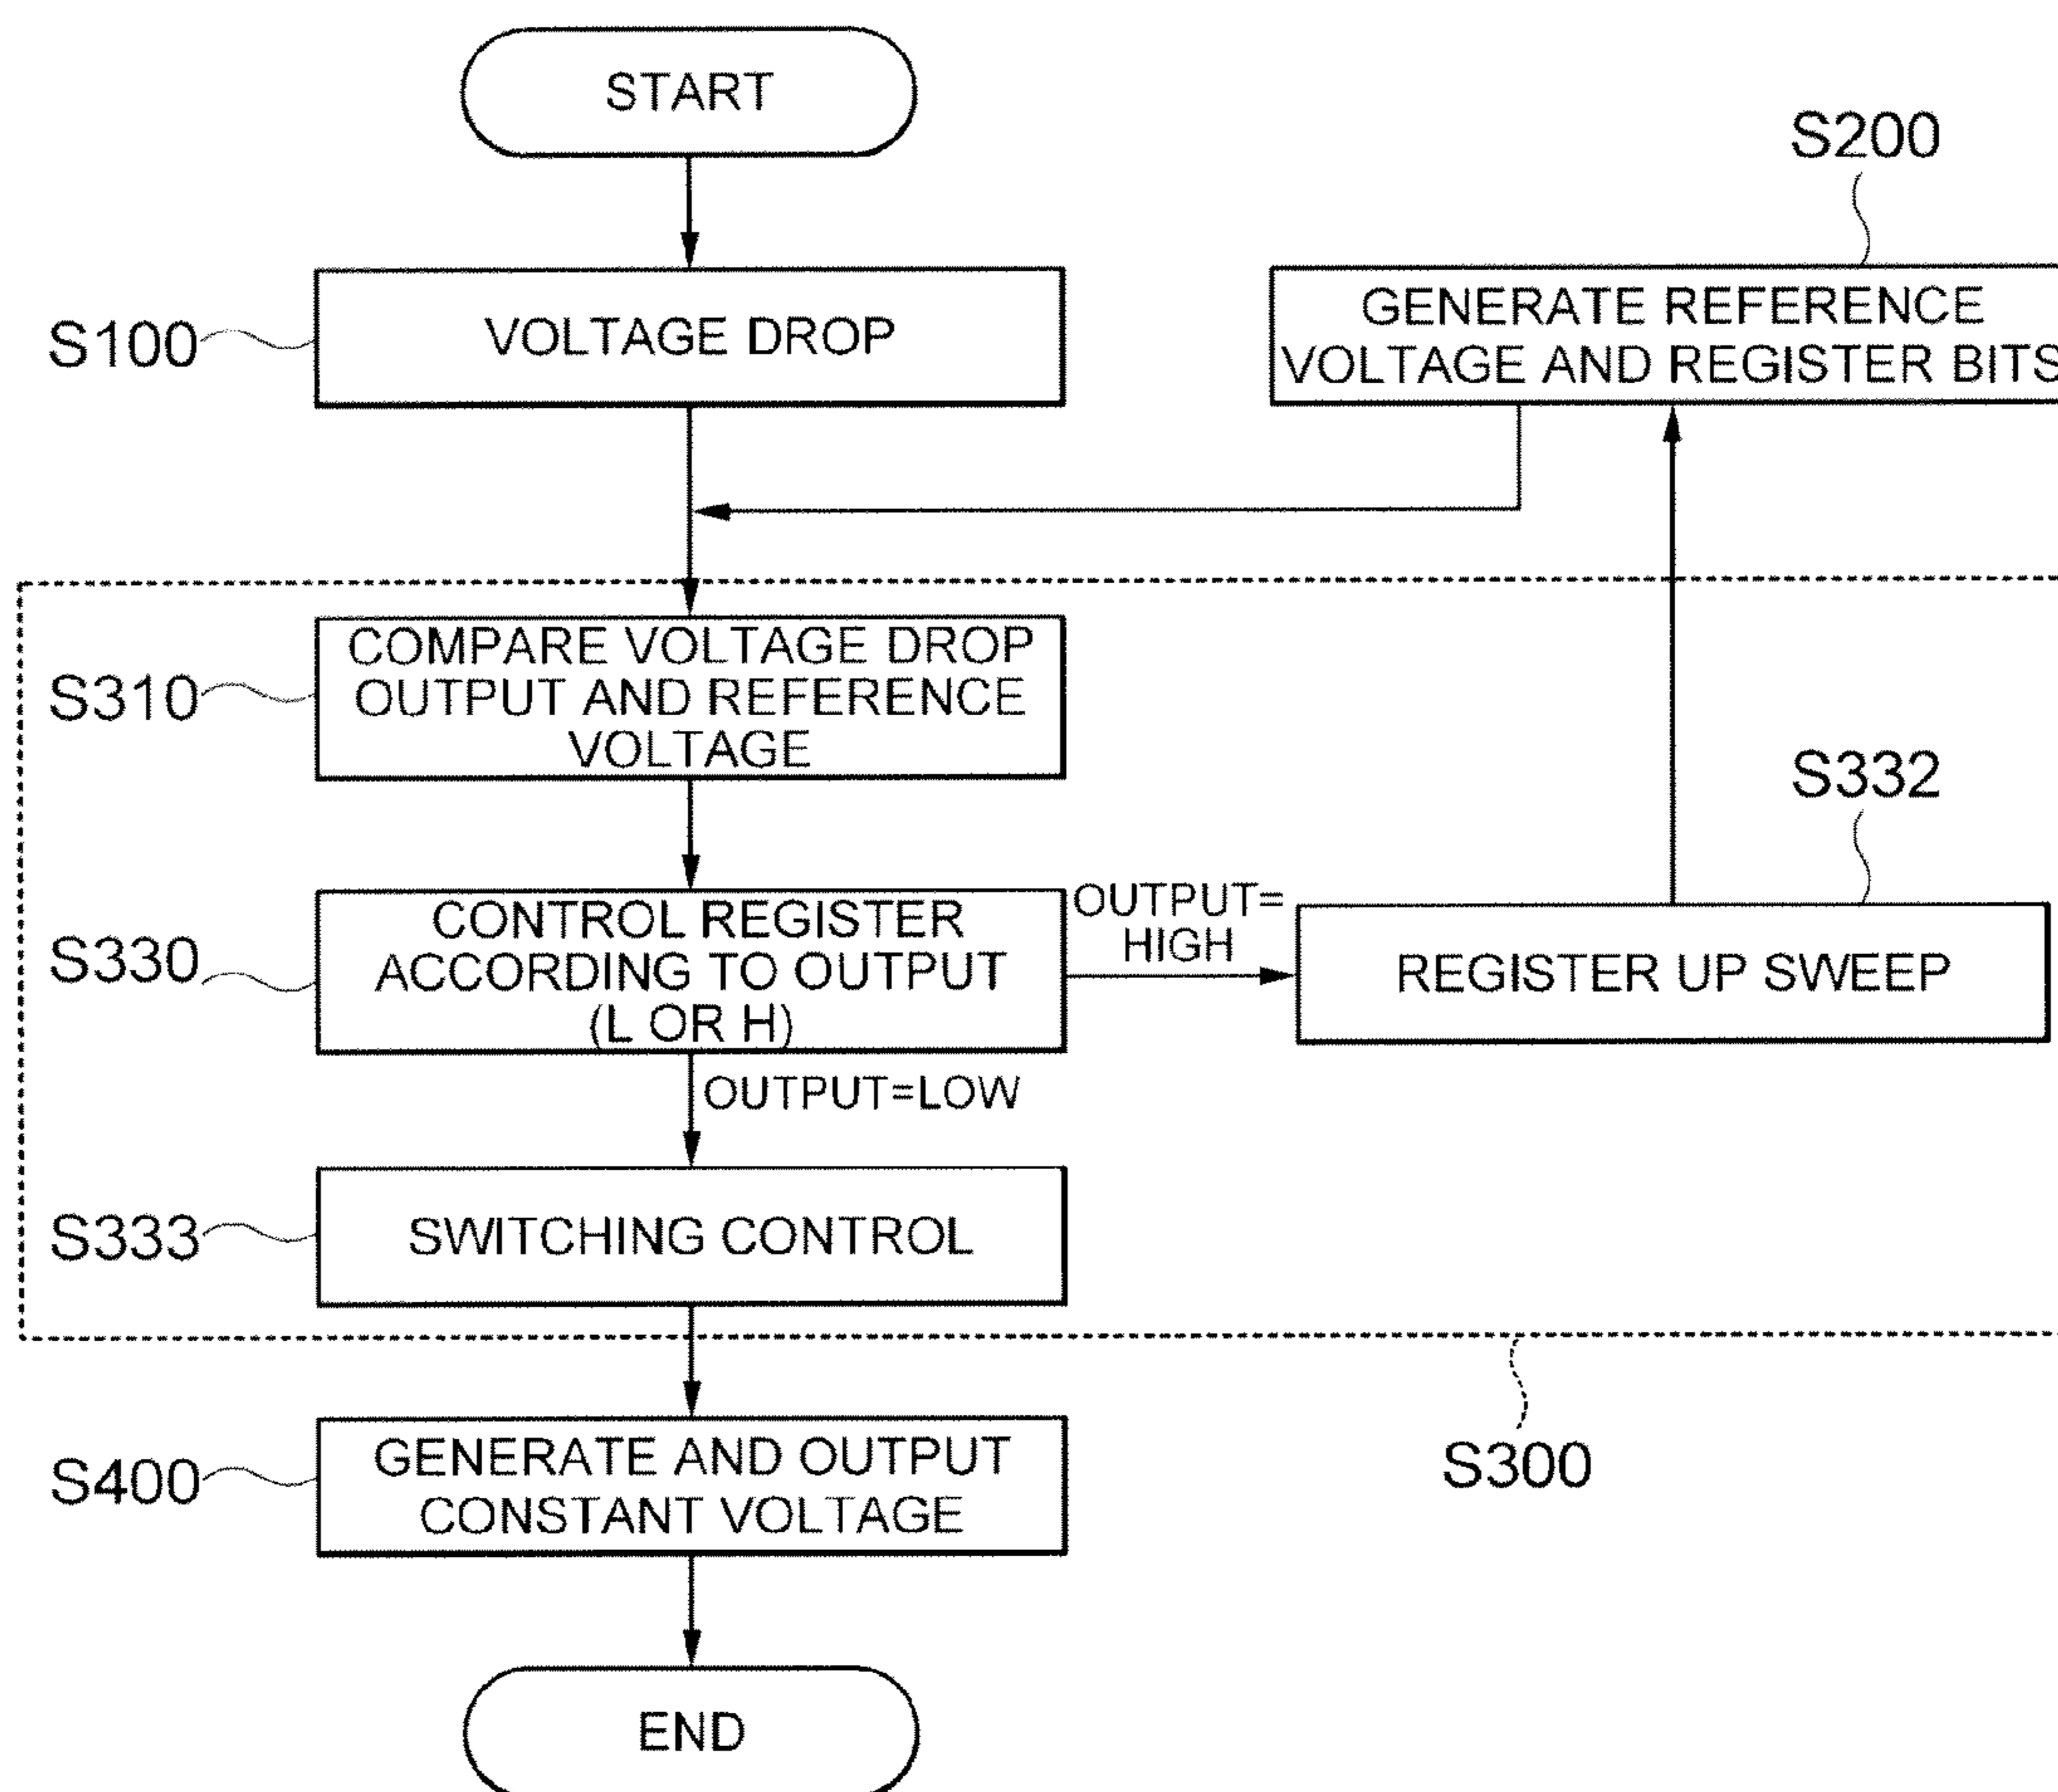 START
S200
S100
VOLTAGE DROP
GENERATE REFERENCE
VOLTAGE AND REGISTER BITS
S310
COMPARE VOLTAGE DROP
OUTPUT AND REFERENCE
VOLTAGE
S332
S330
CONTROL REGISTER
ACCORDING TO OUTPUT
(L OR H)
OUTPUT=
HIGH
REGISTER UP SWEEP
OUTPUT=LOW
S333
SWITCHING CONTROL
S300
S400
GENERATE AND OUTPUT
CONSTANT VOLTAGE
END